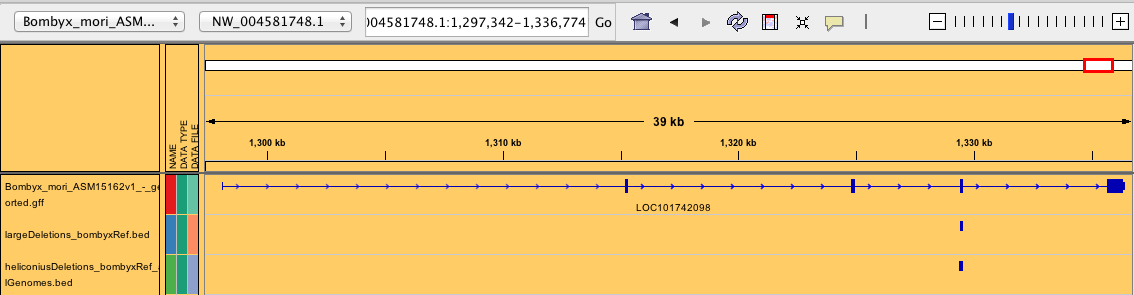 Bombyx_mori_ASM...
NW_004581748.1
004581748.1:1,297,342-1,336,774
Go
NAME
DATA TYPE
DATA FILE
39 kb
1,300 kb
1,310 kb
1,320 kb
1,330 kb
Bombyx_mori_ASM15162v1_-_ge
orted.gff
LOC101742098
largeDeletions_bombyxRef.bed
heliconiusDeletions_bombyxRef_
lGenomes.bed